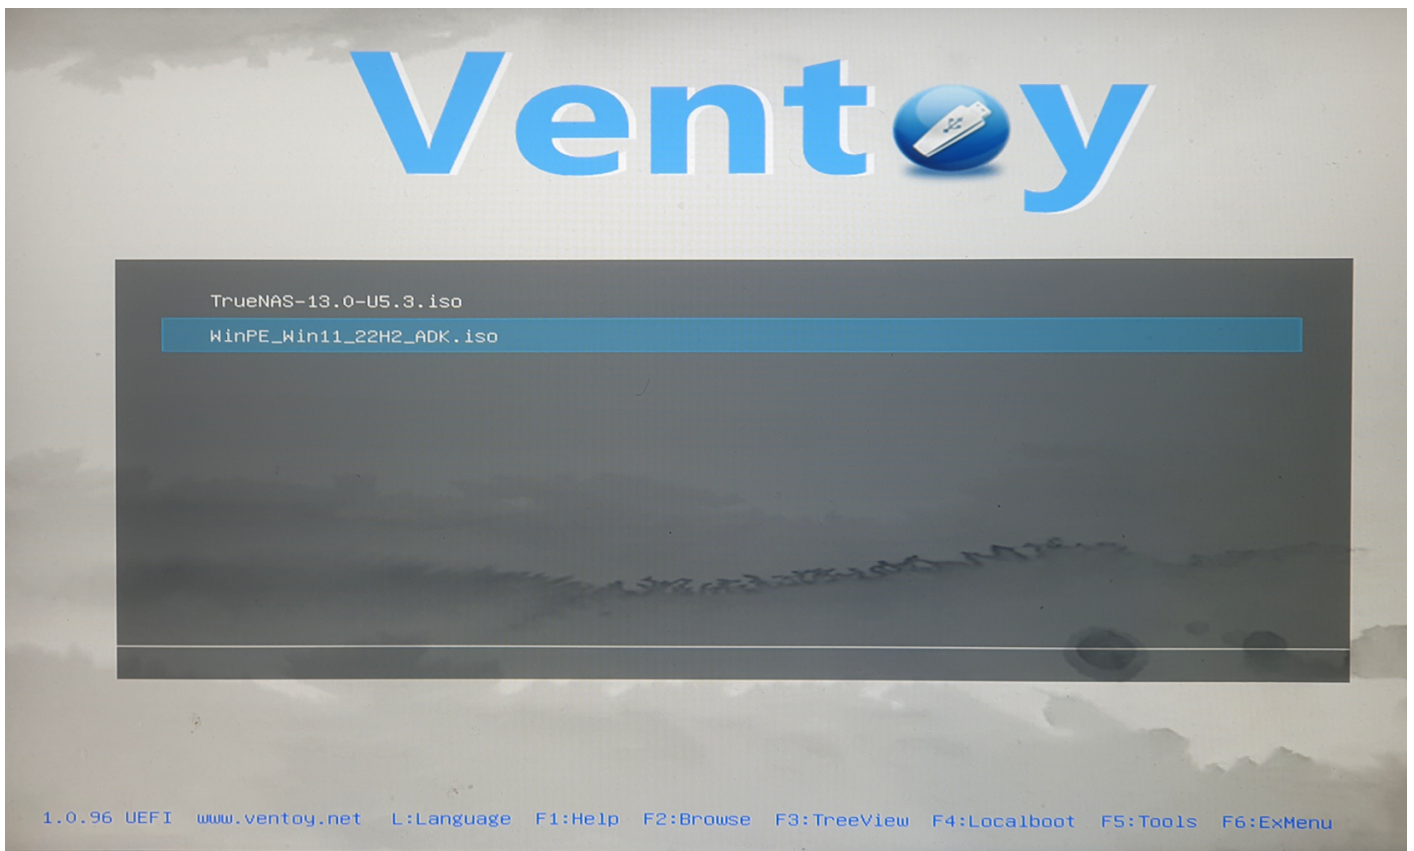 Ventoy
TrueNAS-13.0-U5.3.iso
WinPE_Win11_22H2_ADK.iso
1.0.96 UEFI www.ventoy.net L:Language F1:Help F2:Browse F3:TreeView F4:Localboot F5:Tools F6:ExMenu